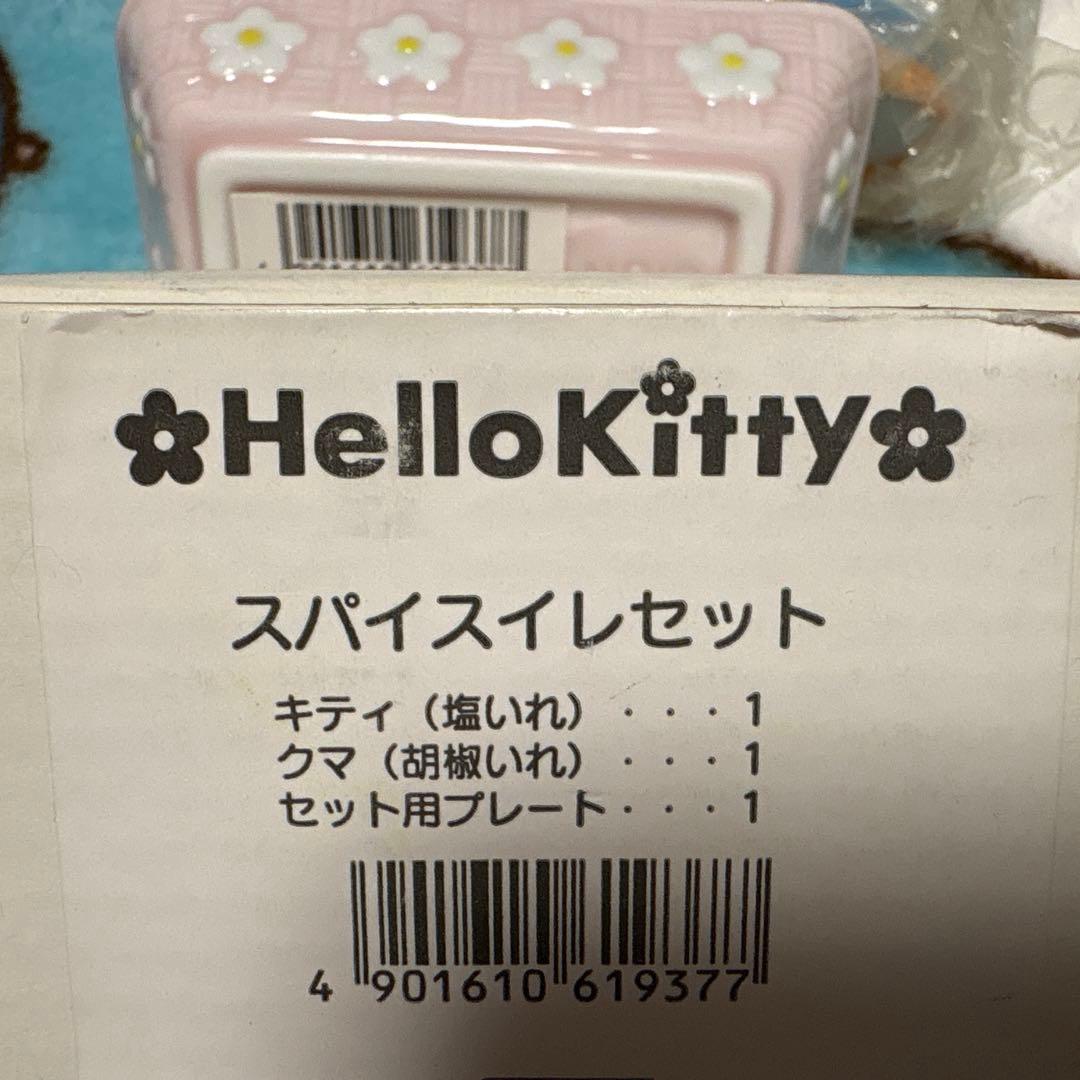 HelloKitty
スパイスイレセット
キティ（塩いれ）・・・1
クマ（胡椒いれ）・・・1
セット用プレート・・・1
4 901610 619377